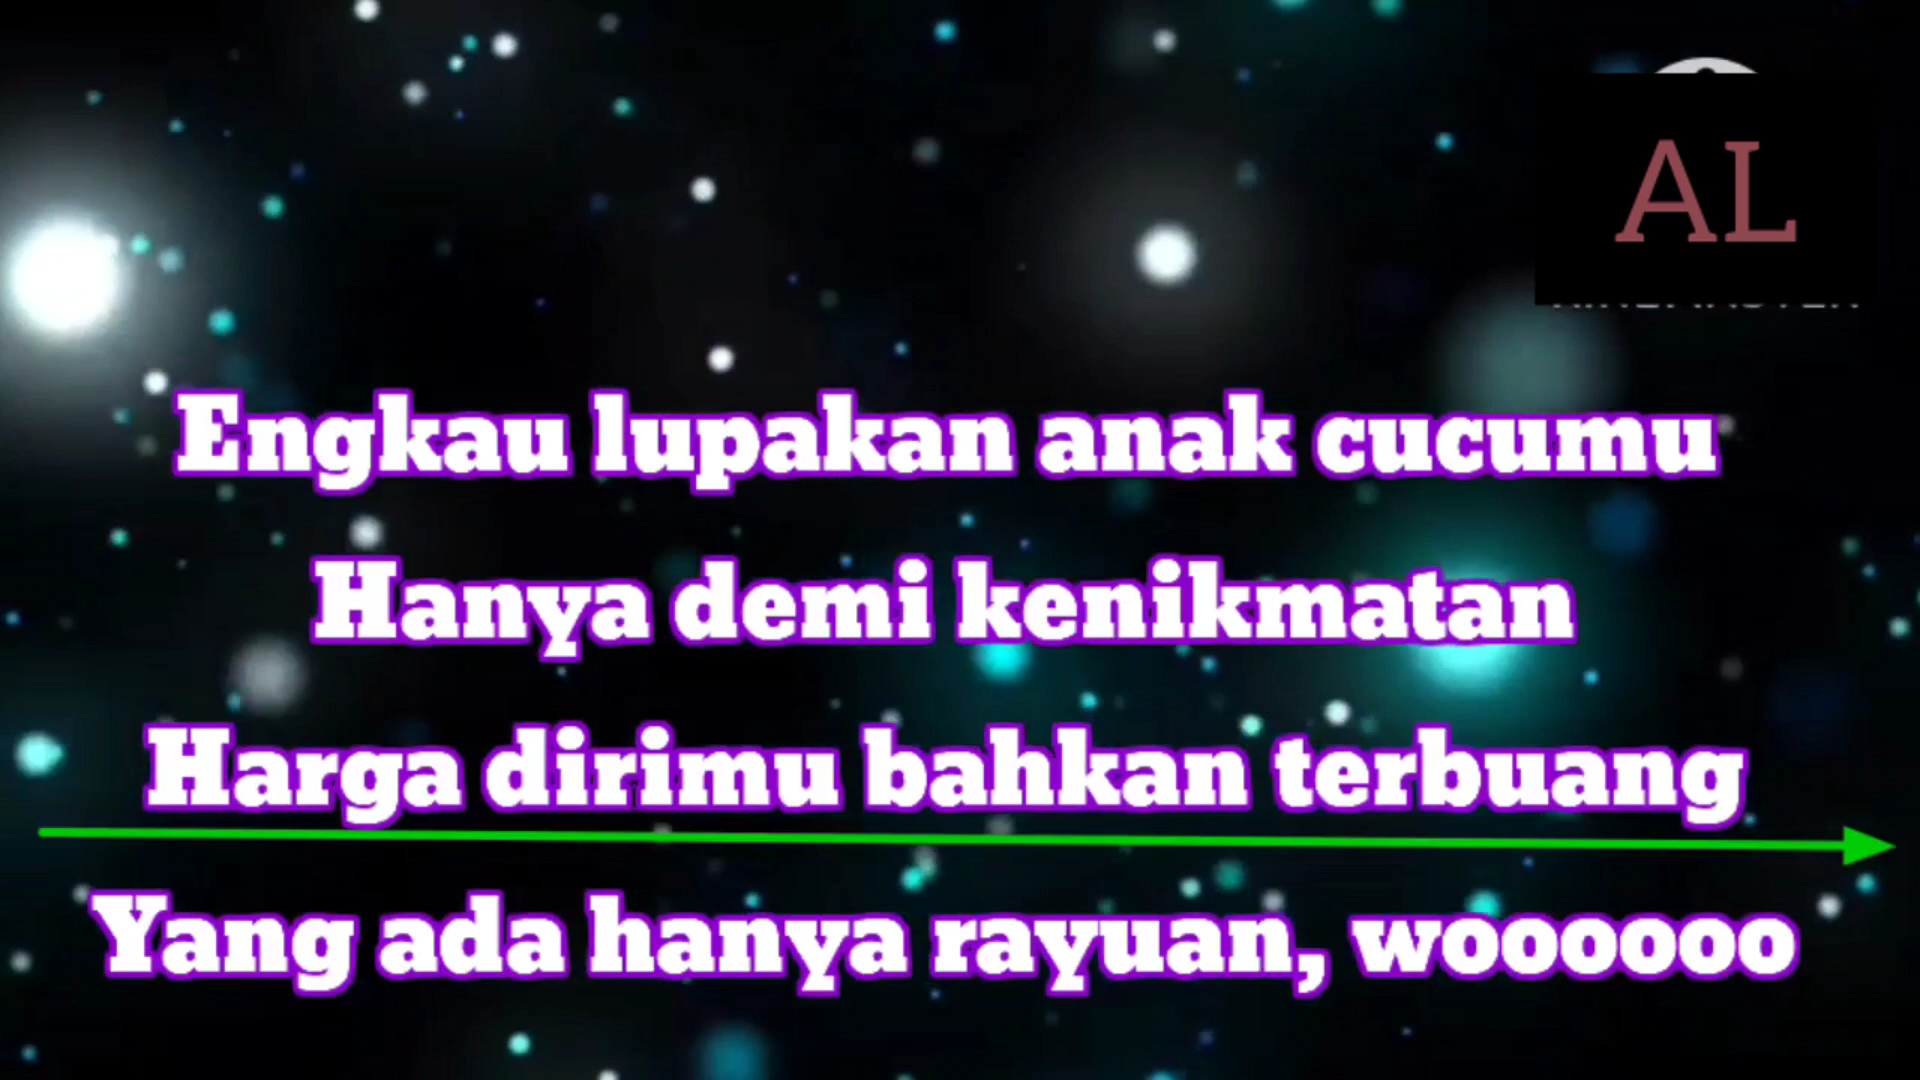 AL
Engkau lupakan anak cucumu
Hanya demi kenikmatan
Harga dirimu bahkan terbuang
Yang ada hanya rayuan, woooooo